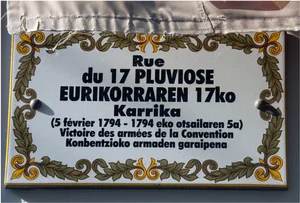 Rue
du 17 PLUVIOSE
EURIKORRAREN 17ko
Karrika
(5 février 1794 - 1794 eko otsailaren 5a)
Victoire des armées de la Convention
Konbentzioko armaden garaipena